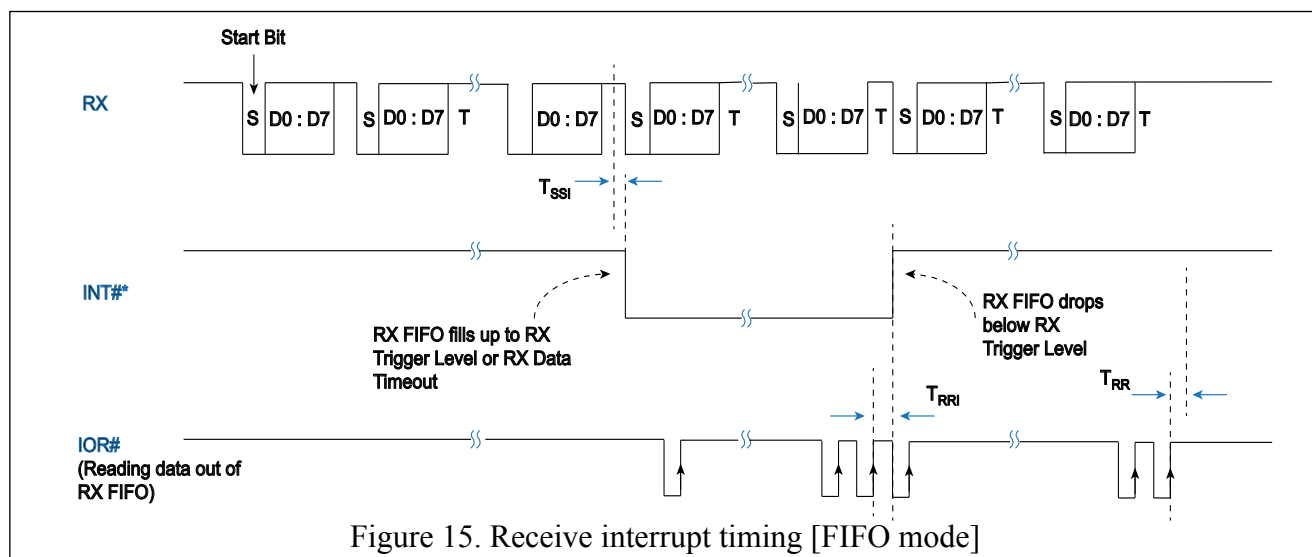 Start Bit
RX
S D0 : D7 S D0 : D7 T D0 : D7 S D0 : D7 T S D0 : D7 T S D0 : D7 T S D0 : D7 T
TSSI
INT#*
RX FIFO fills up to RX
Trigger Level or RX Data
Timeout
RX FIFO drops
below RX
Trigger Level
TRRI
TRR
IOR#
(Reading data out of
RX FIFO)
Figure 15. Receive interrupt timing [FIFO mode]